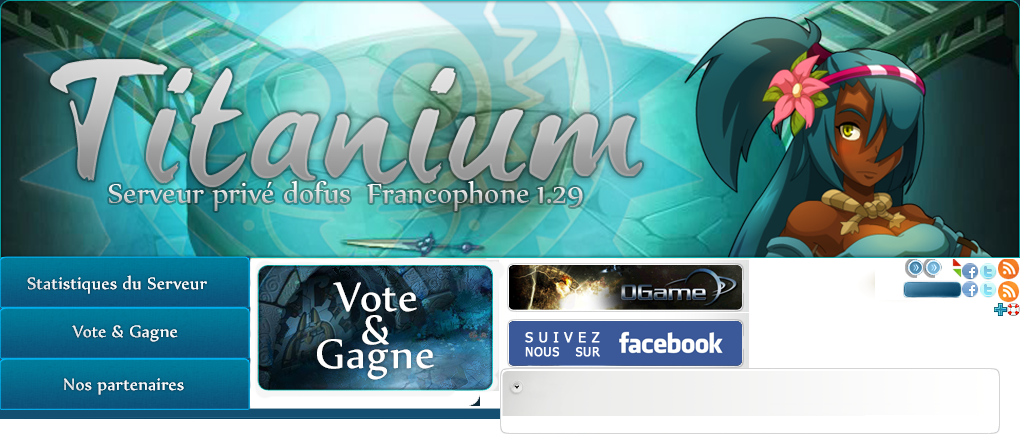 Titanium
Serveur privé dofus Francophone 1.29
Statistiques du Serveur
Vote & Gagne
Nos partenaires
Vote
&
Gagne
OGame
SUIVEZ
NOUS SUR
facebook